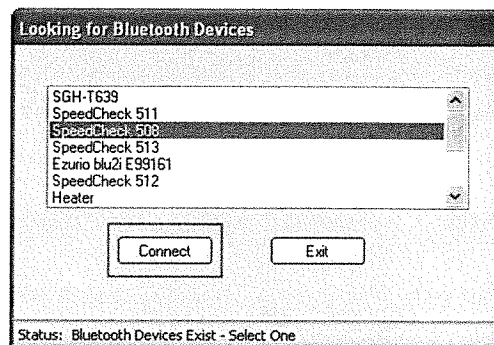 Looking for Bluetooth Devices
SGH-T639
SpeedCheck 511
SpeedCheck 508
SpeedCheck 513
Ezurio blu2i E99161
SpeedCheck 512
Heater
Connect Exit
Status: Bluetooth Devices Exist - Select One